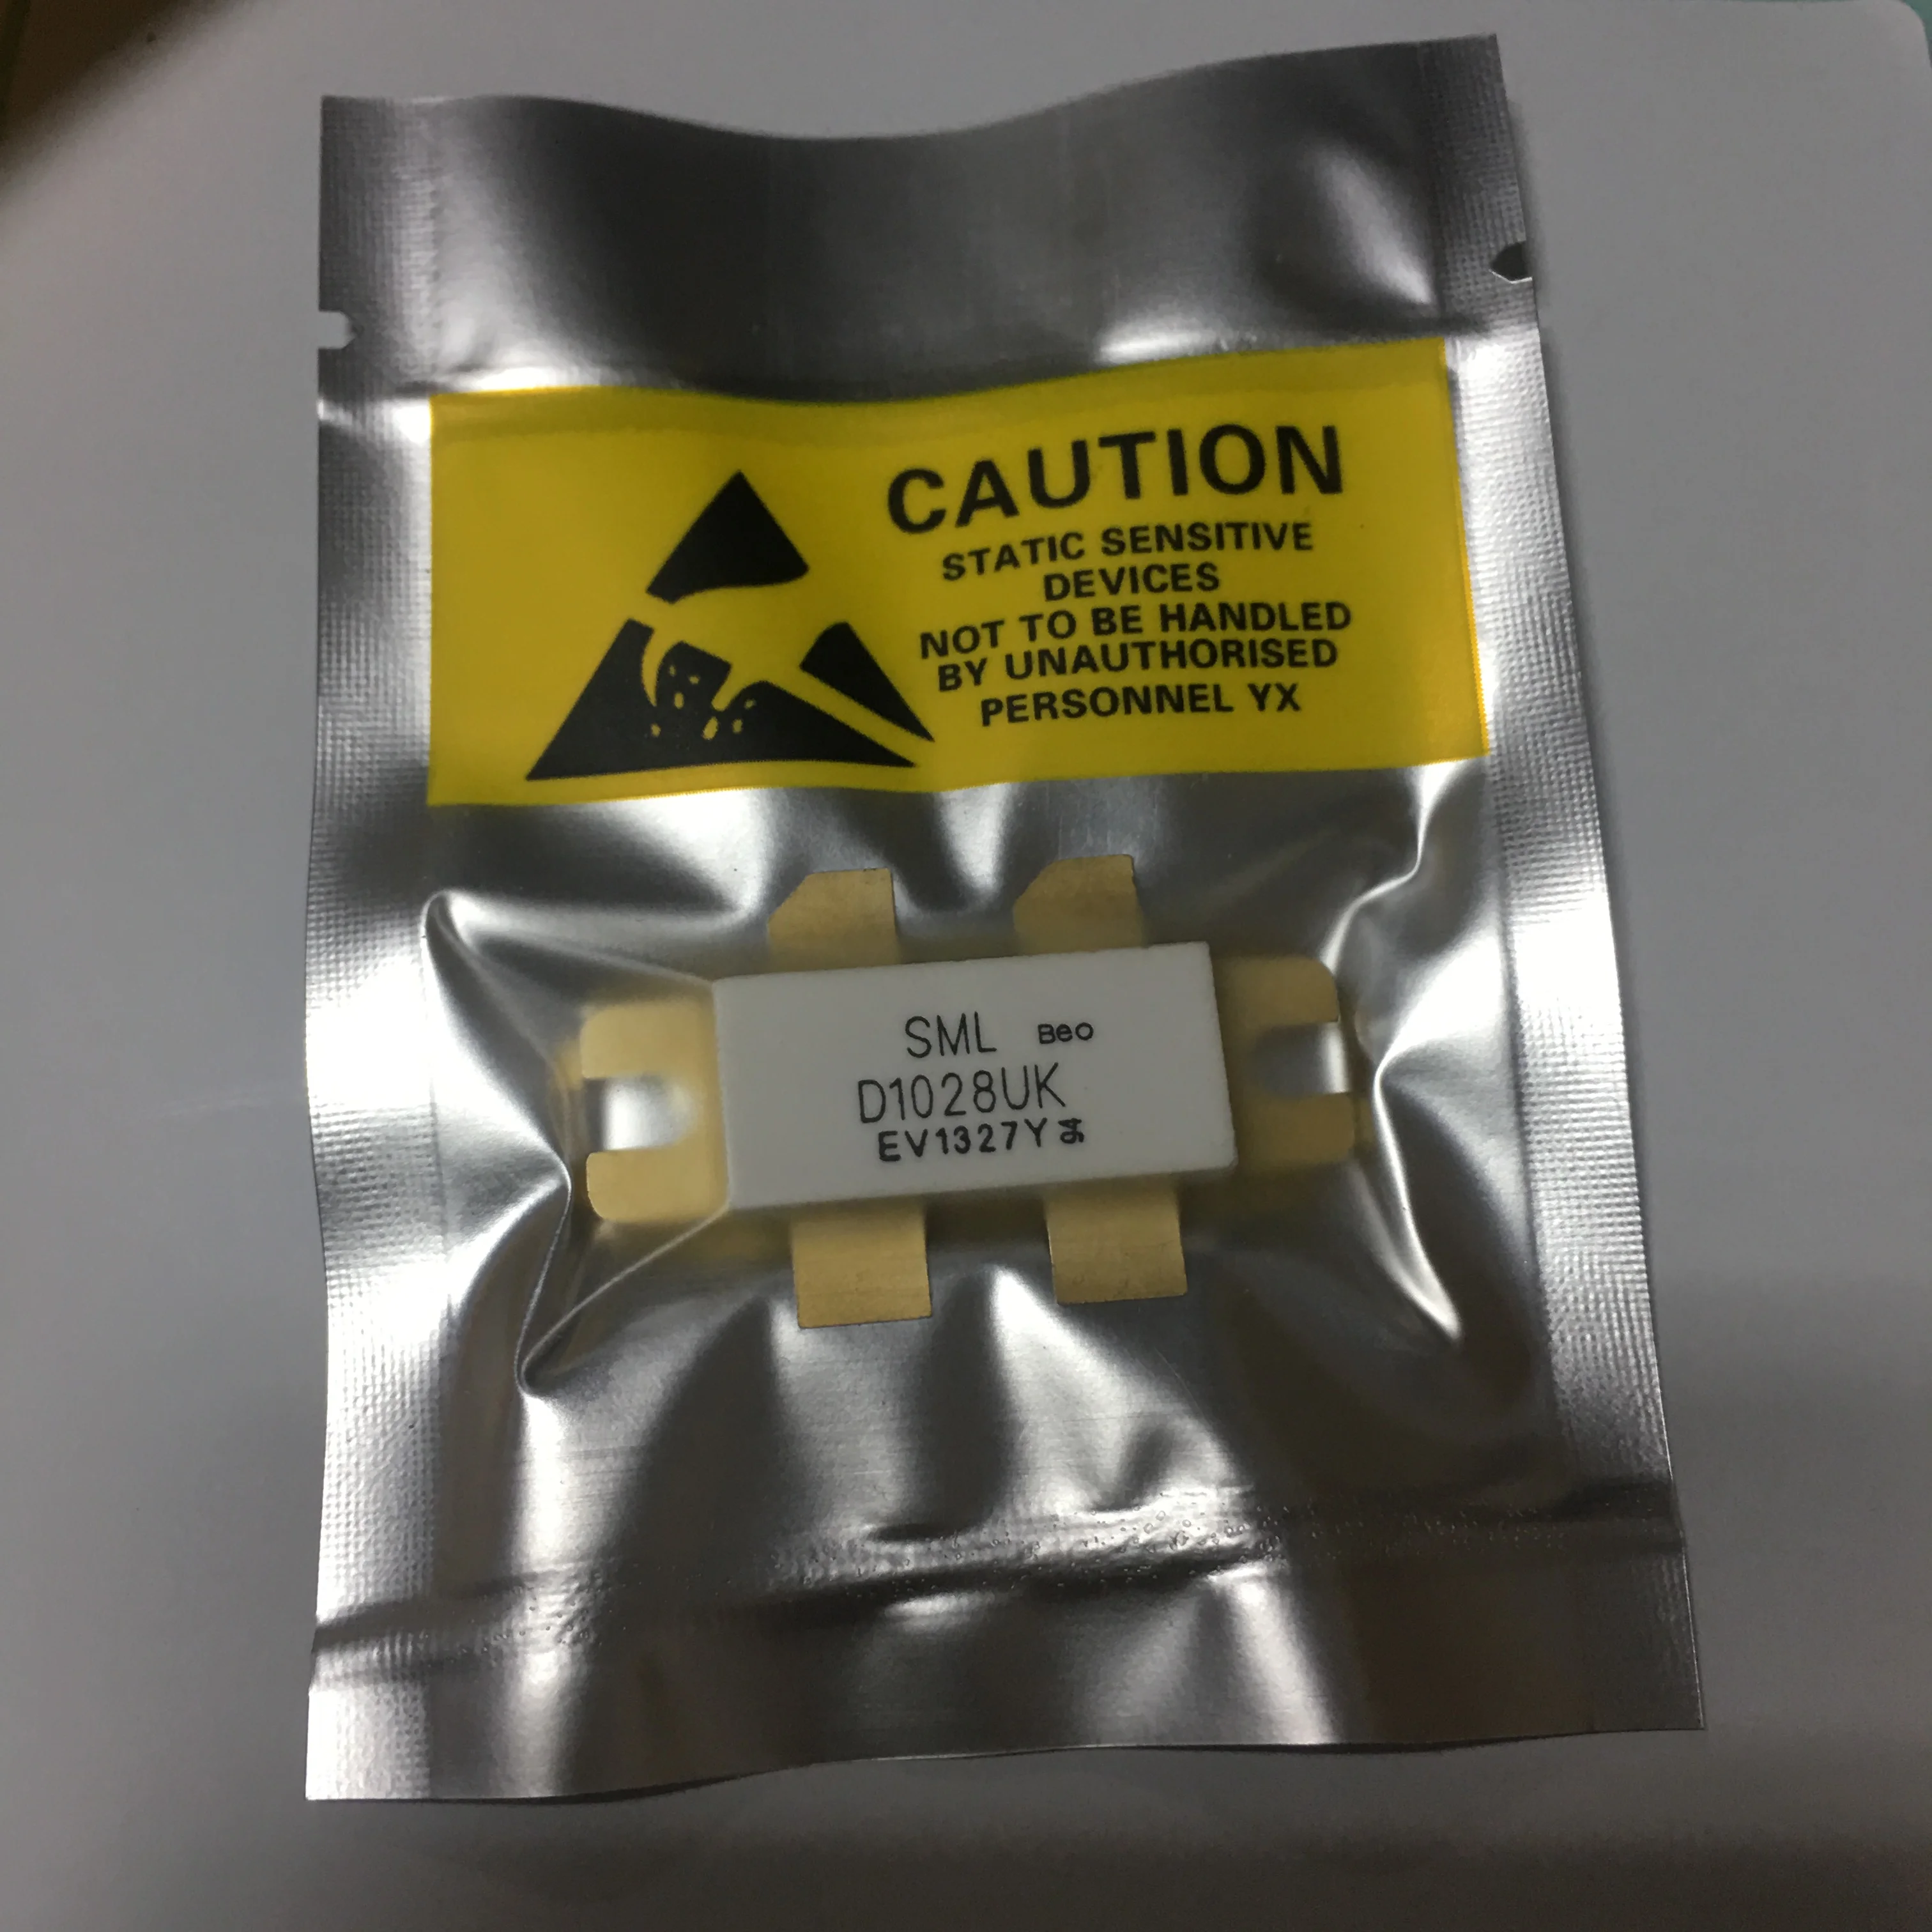 CAUTION
STATIC SENSITIVE
DEVICES
NOT TO BE HANDLED
BY UNAUTHORISED
PERSONNEL YX
SML Beo
D1028UK
EV1327Y